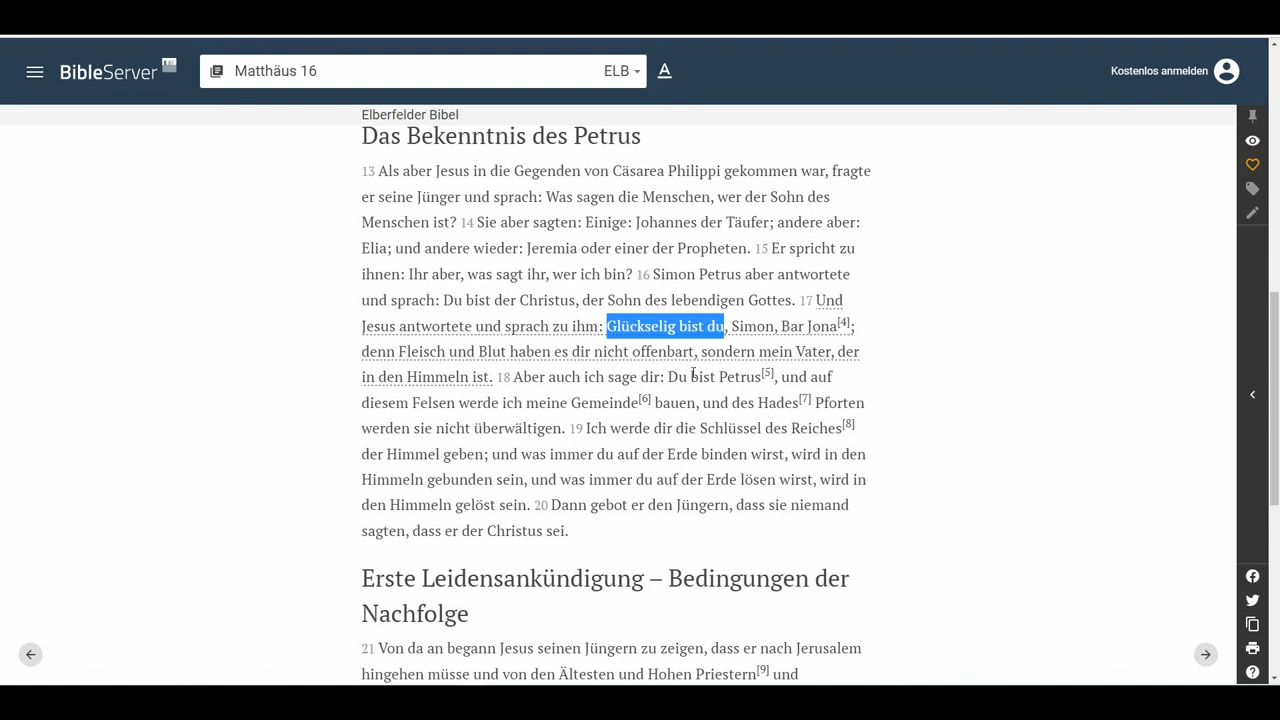 BibleServer
Matthäus 16
ELB
A
Kostenlos anmelden
Elberfelder Bibel
Das Bekenntnis des Petrus
13 Als aber Jesus in die Gegenden von Cäsarea Philippi gekommen war, fragte
er seine Jünger und sprach: Was sagen die Menschen, wer der Sohn des
Menschen ist? 14 Sie aber sagten: Einige: Johannes der Täufer; andere aber:
Elia; und andere wieder: Jeremia oder einer der Propheten. 15 Er spricht zu
ihnen: Ihr aber, was sagt ihr, wer ich bin? 16 Simon Petrus aber antwortete
und sprach: Du bist der Christus, der Sohn des lebendigen Gottes. 17 Und
Jesus antwortete und sprach zu ihm: Glückselig bist du, Simon, Bar Jona[4];
denn Fleisch und Blut haben es dir nicht offenbart, sondern mein Vater, der
in den Himmeln ist. 18 Aber auch ich sage dir: Du bist Petrus[5], und auf
diesem Felsen werde ich meine Gemeinde[6] bauen, und des Hades[7] Pforten
werden sie nicht überwältigen. 19 Ich werde dir die Schlüssel des Reiches[8]
der Himmel geben; und was immer du auf der Erde binden wirst, wird in den
Himmeln gebunden sein, und was immer du auf der Erde lösen wirst, wird in
den Himmeln gelöst sein. 20 Dann gebot er den Jüngern, dass sie niemand
sagten, dass er der Christus sei.
Erste Leidensankündigung – Bedingungen der
Nachfolge
21 Von da an begann Jesus seinen Jüngern zu zeigen, dass er nach Jerusalem
hingehen müsse und von den Ältesten und Hohen Priestern[9] und